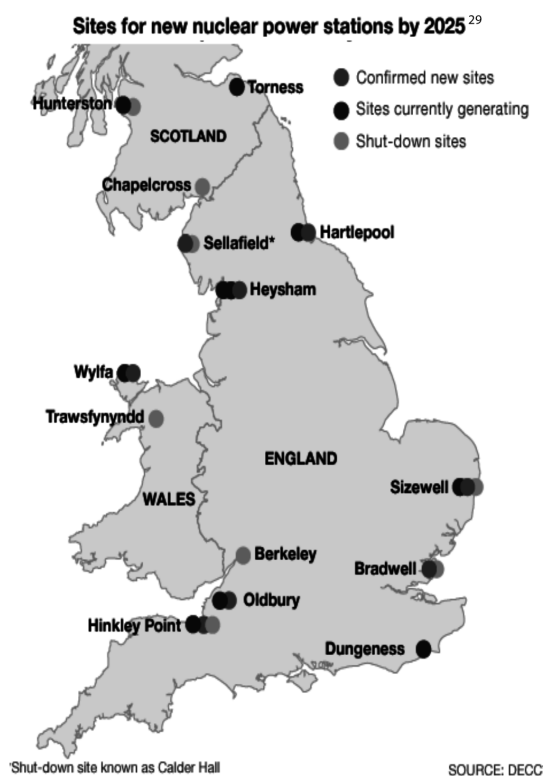 Sites for new nuclear power stations by 2025 29
Confirmed new sites
Sites currently generating
Shut-down sites
Torness
Hunterston
SCOTLAND
Chapelcross
Hartlepool
Sellafield*
Heysham
Wylfa
Trawsfynyndd
ENGLAND
Sizewell
WALES
Berkeley
Bradwell
Oldbury
Hinkley Point
Dungeness
*Shut-down site known as Calder Hall
SOURCE: DECC